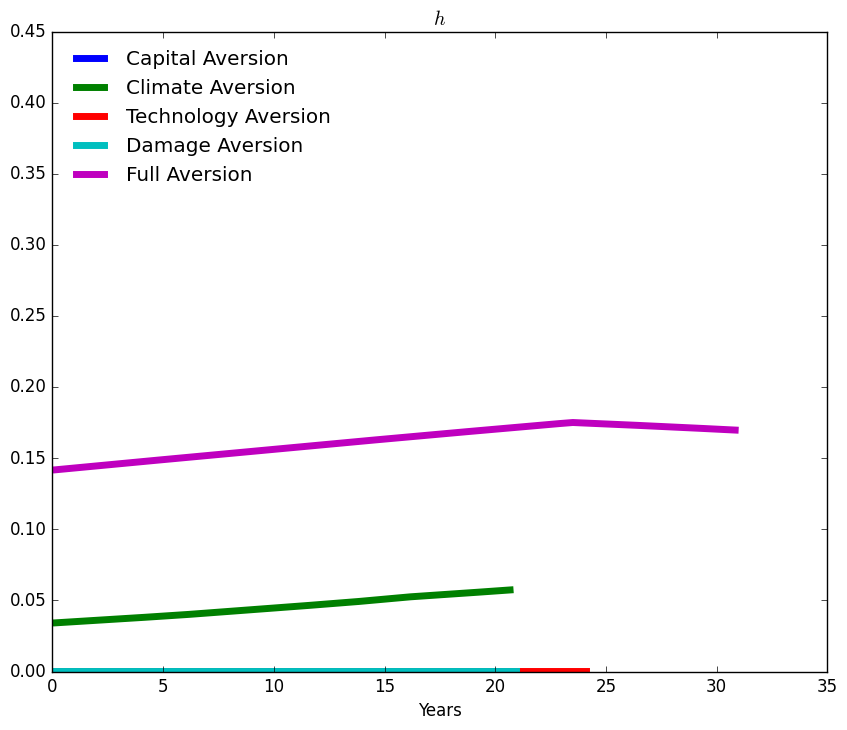 h
0.45
0.40
0.35
0.30
0.25
0.20
0.15
0.10
0.05
0.00
Capital Aversion
Climate Aversion
Technology Aversion
Damage Aversion
Full Aversion
0 5 10 15 20 25 30 35
Years